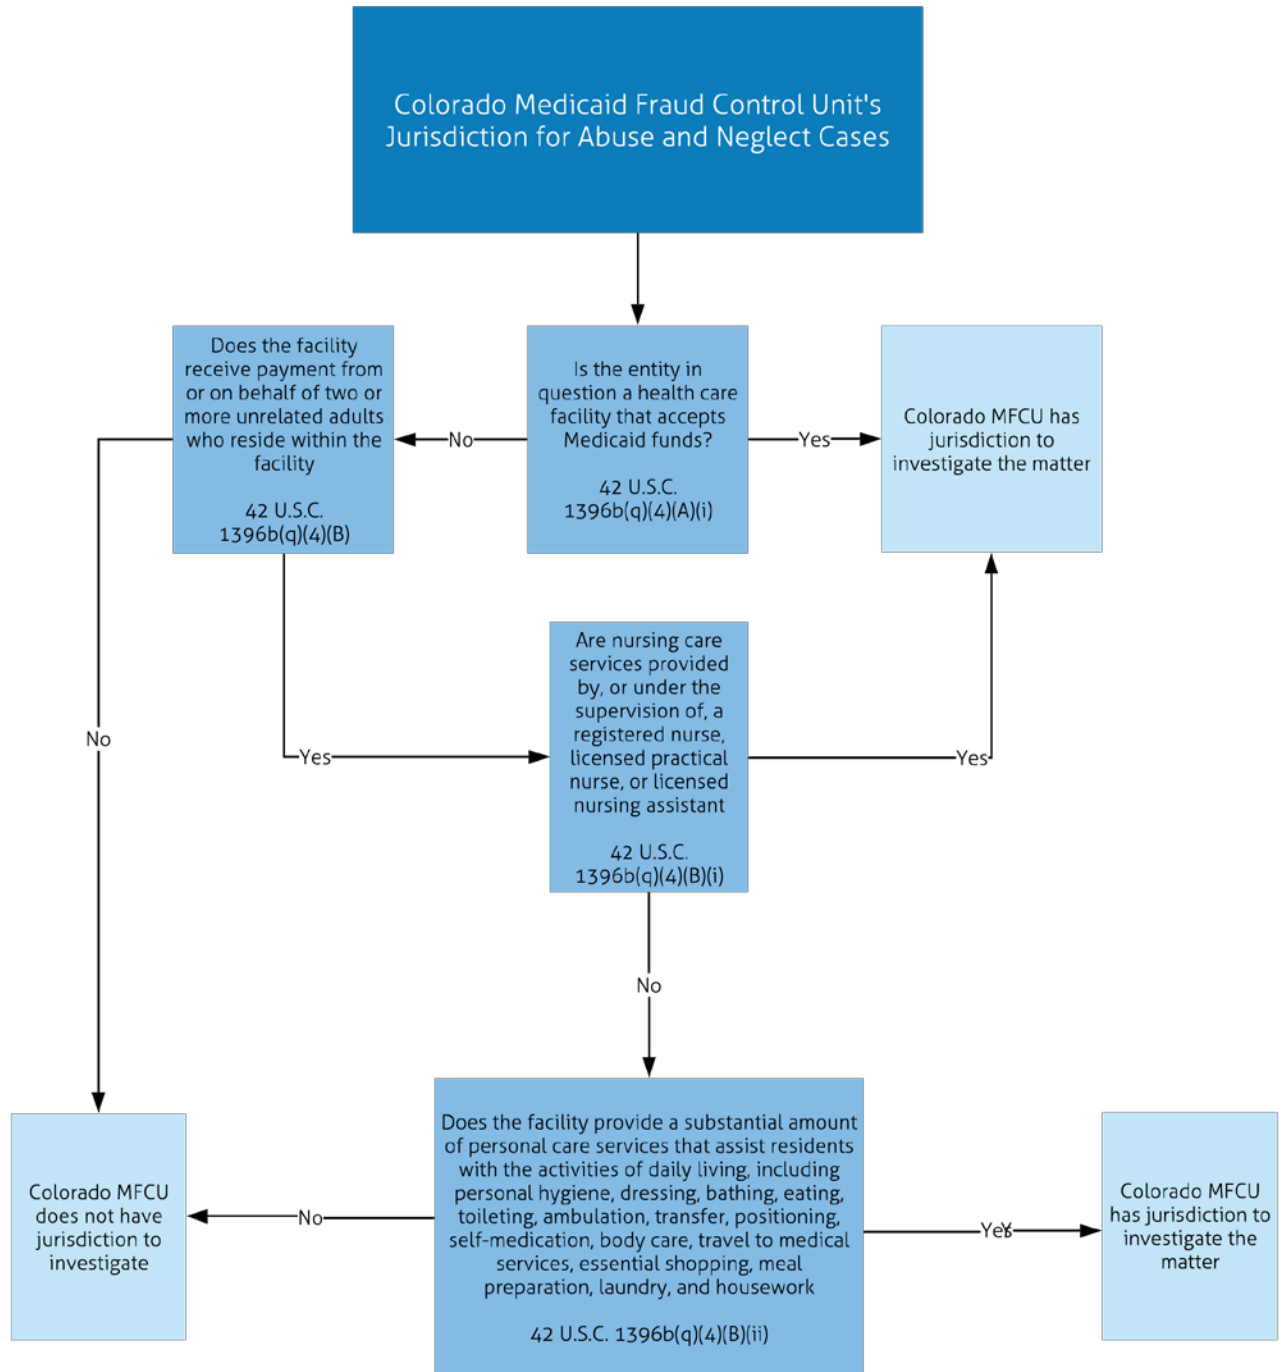 Colorado Medicaid Fraud Control Unit's
Jurisdiction for Abuse and Neglect Cases
Does the facility
receive payment from
or on behalf of two or
more unrelated adults
who reside within the
facility
42 U.S.C.
1396b(q)(4)(B)
No
Is the entity in
question a health care
facility that accepts
Medicaid funds?
42 U.S.C.
1396b(q)(4)(A)(i)
Yes
Colorado MFCU has
jurisdiction to
investigate the matter
No
Yes
Are nursing care
services provided
by, or under the
supervision of, a
registered nurse,
licensed practical
nurse, or licensed
nursing assistant
42 U.S.C.
1396b(q)(4)(B)(i)
Yes
No
Colorado MFCU
does not have
jurisdiction to
investigate
No
Does the facility provide a substantial amount
of personal care services that assist residents
with the activities of daily living, including
personal hygiene, dressing, bathing, eating,
toileting, ambulation, transfer, positioning,
self-medication, body care, travel to medical
services, essential shopping, meal
preparation, laundry, and housework
42 U.S.C. 1396b(q)(4)(B)(ii)
Yes
Colorado MFCU
has jurisdiction to
investigate the
matter